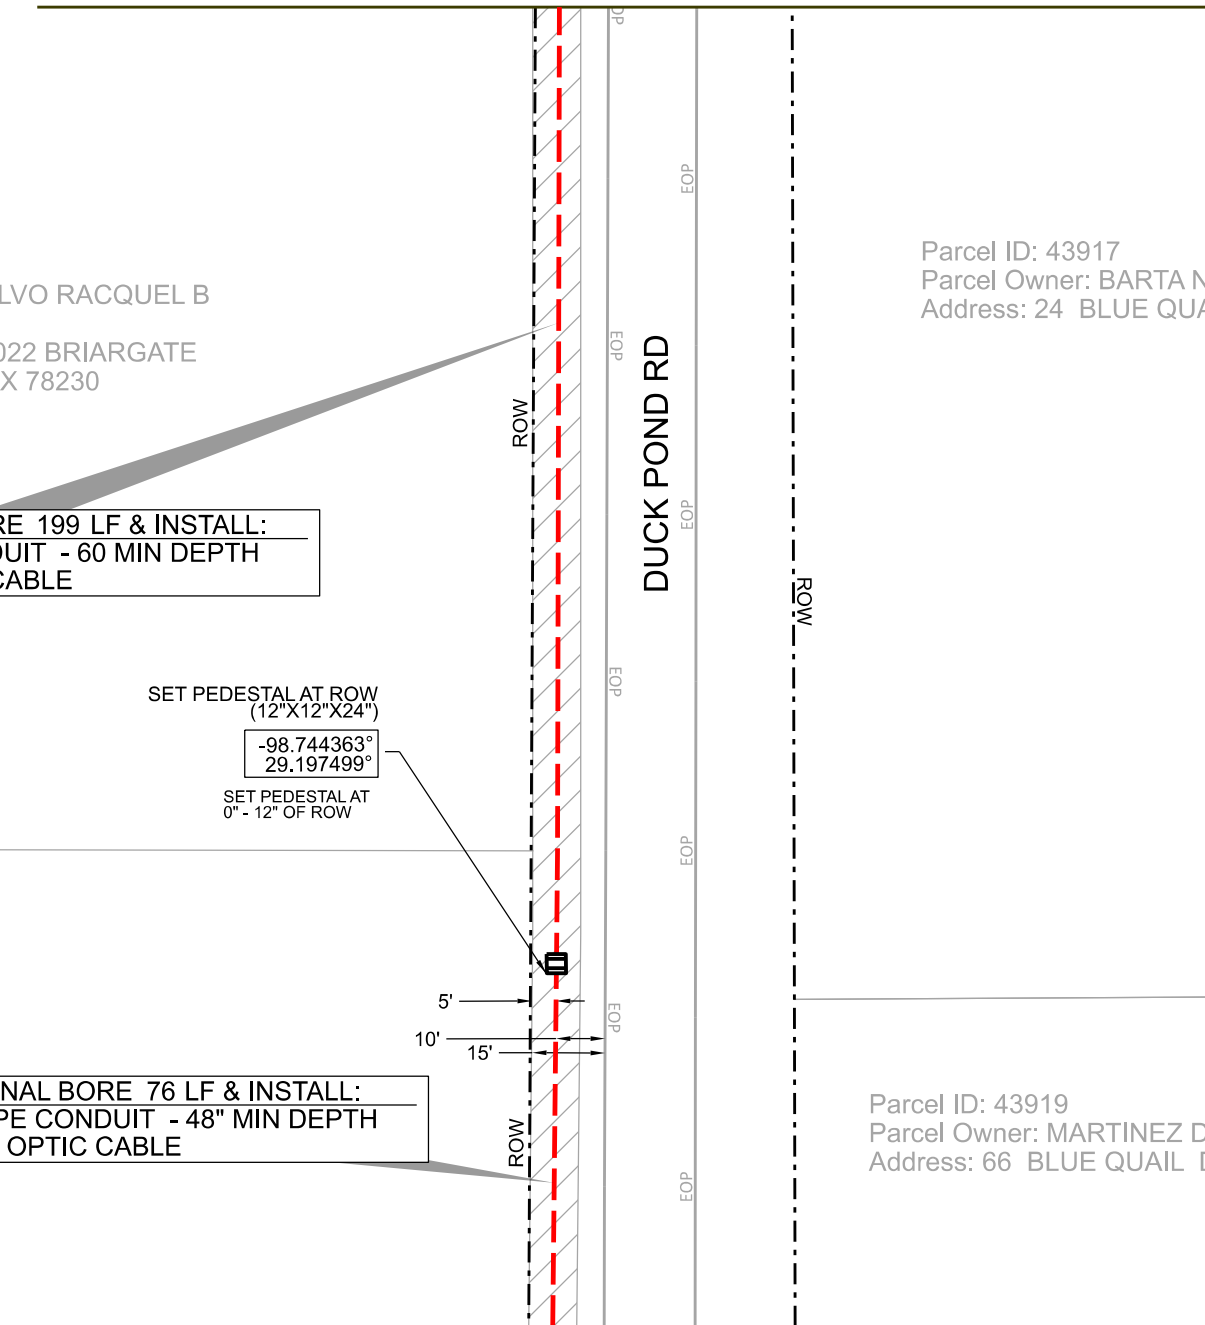 EOP
Parcel ID: 43917
Parcel Owner: BARTA N
Address: 24 BLUE QUA
LVO RACQUEL B
022 BRIARGATE
X 78230
EOP
DUCK POND RD
ROW
EOP
RE 199 LF & INSTALL:
DUIT - 60 MIN DEPTH
CABLE
ROW
EOP
SET PEDESTAL AT ROW
(12"X12"X24")
-98.744363°
29.197499°
SET PEDESTAL AT
0" - 12" OF ROW
EOP
5'
EOP
10'
15'
NAL BORE 76 LF & INSTALL:
PE CONDUIT - 48" MIN DEPTH
OPTIC CABLE
ROW
EOP
Parcel ID: 43919
Parcel Owner: MARTINEZ D
Address: 66 BLUE QUAIL